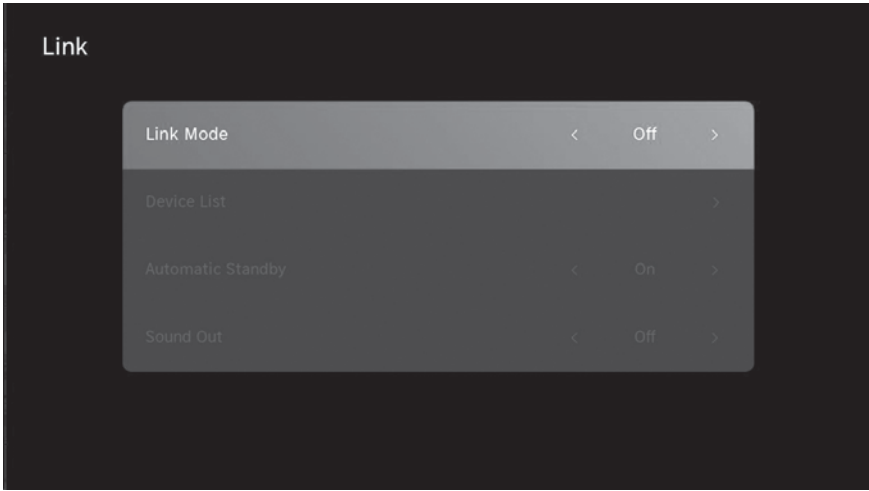 Link
Link Mode < Off >
Device List >
Automatic Standby < On >
Sound Out < Off >